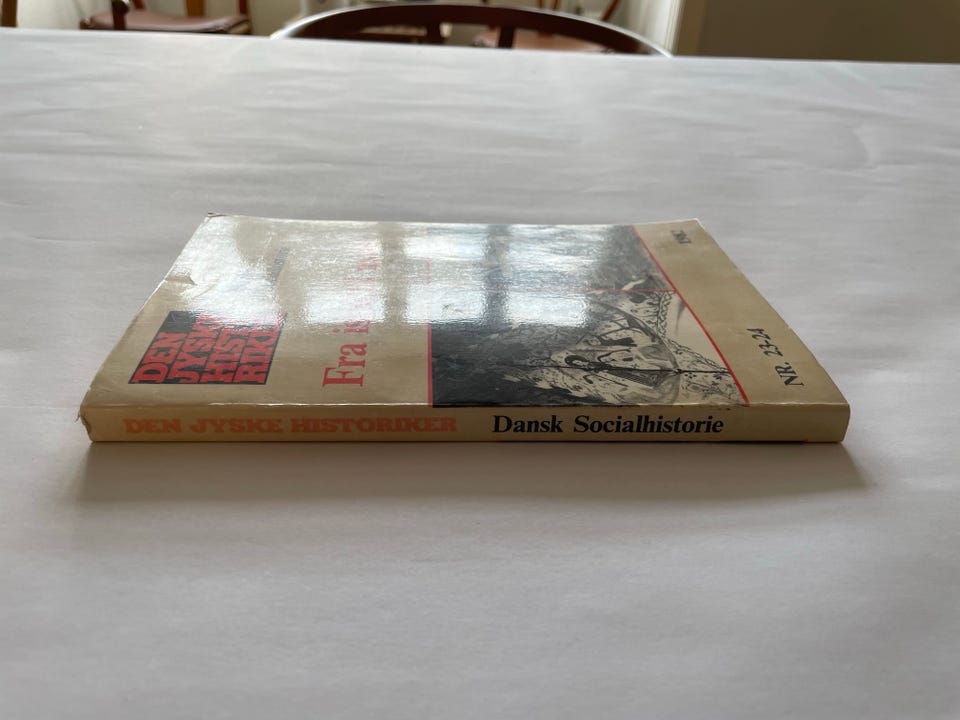 DEN
JYSKE
HIST
RIKE
Fra
NR. 23-24
DEN JYSKE HISTORIKER
Dansk Socialhistorie